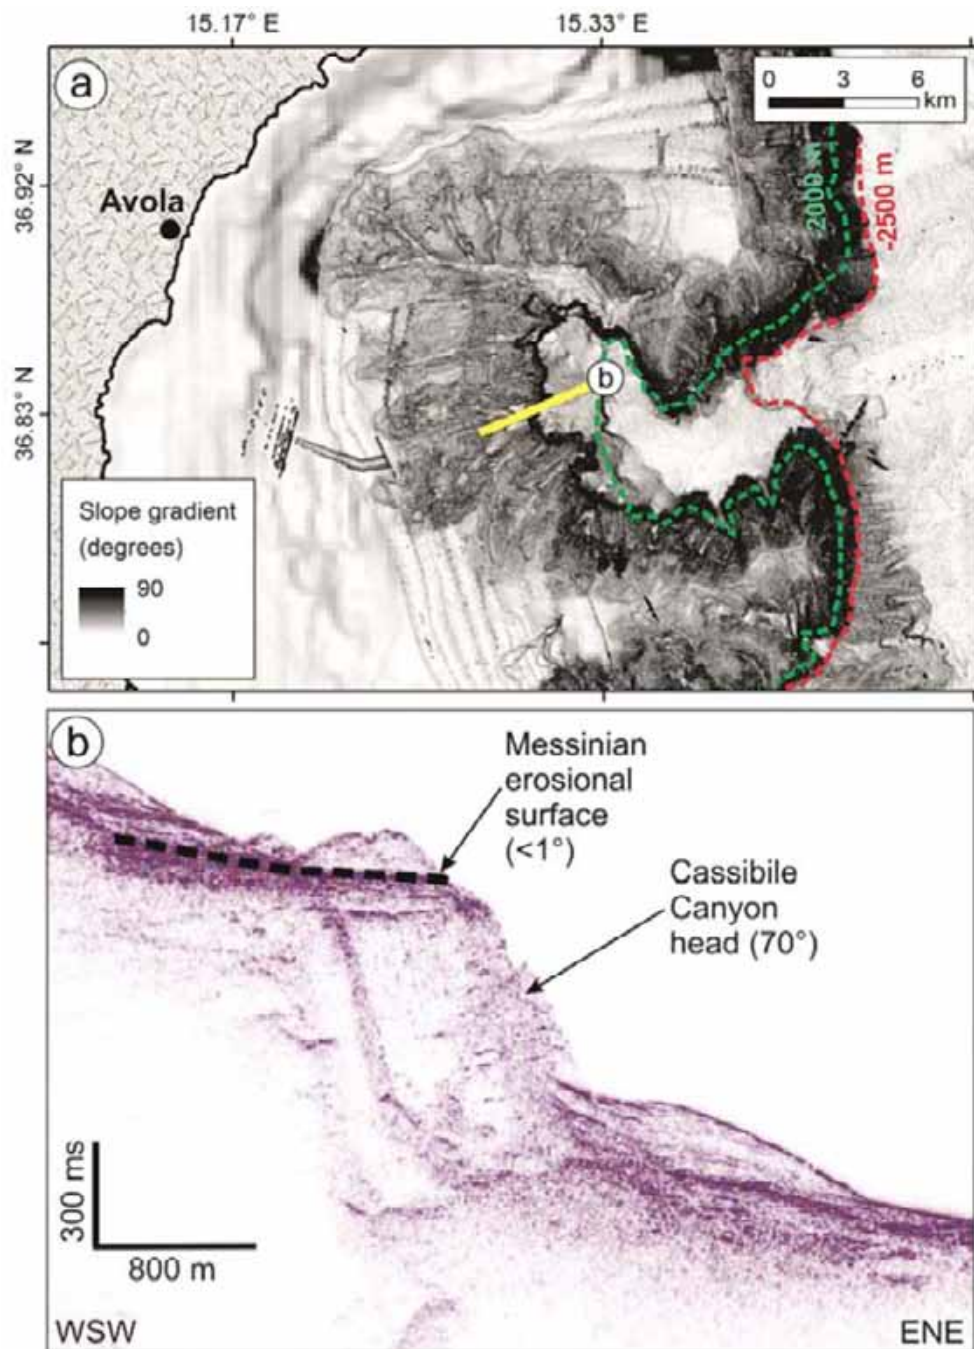 15.17° E
15.33° E
a
0 3 6
km
36.92° N
Avola
2000 m
-2500 m
36.83° N
b
Slope gradient
(degrees)
90
0
b
Messinian
erosional
surface
(<1°)
Cassibile
Canyon
head (70°)
300 ms
800 m
WSW
ENE